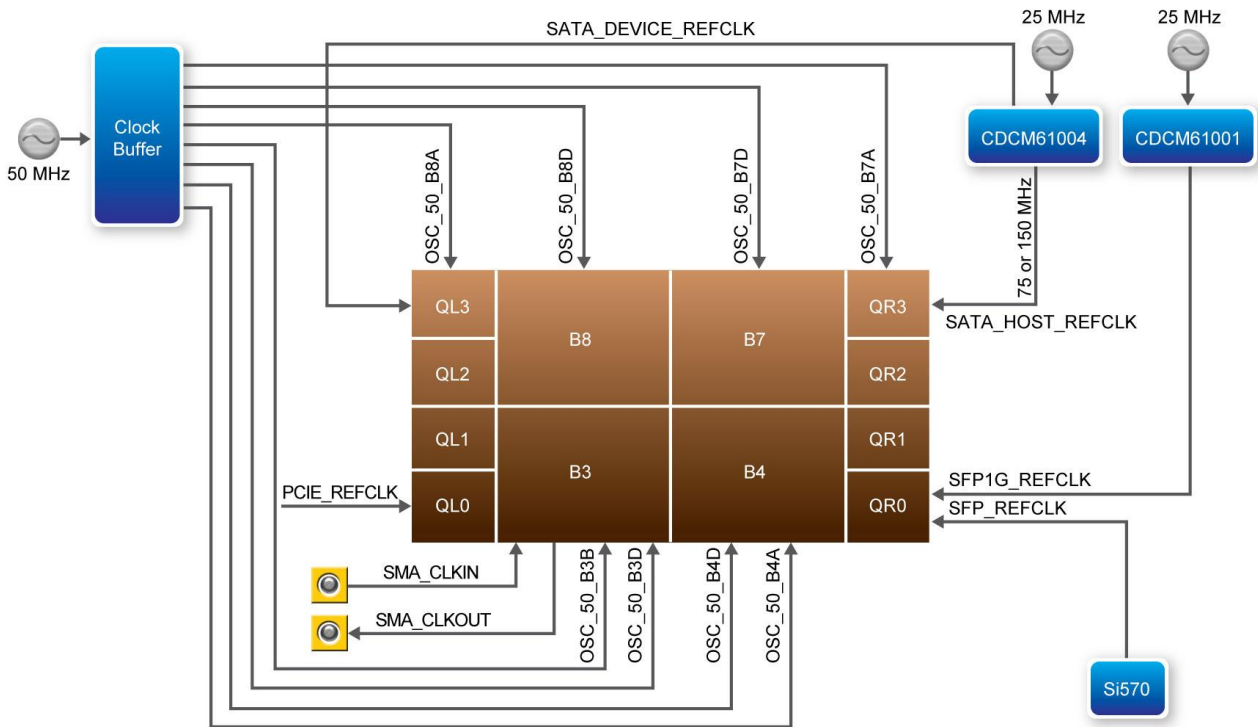 25 MHz
25 MHz
SATA_DEVICE_REFCLK
Clock
Buffer
50 MHz
CDCM61004
CDCM61001
OSC_50_B8A
OSC_50_B8D
OSC_50_B7D
OSC_50_B7A
75 or 150 MHz
QL3
B8
B7
QR3
SATA_HOST_REFCLK
QL2
QR2
QL1
QR1
B3
B4
PCIE_REFCLK
QL0
QR0
SFP1G_REFCLK
SFP_REFCLK
SMA_CLKIN
SMA_CLKOUT
OSC_50_B3B
OSC_50_B3D
OSC_50_B4D
OSC_50_B4A
Si570